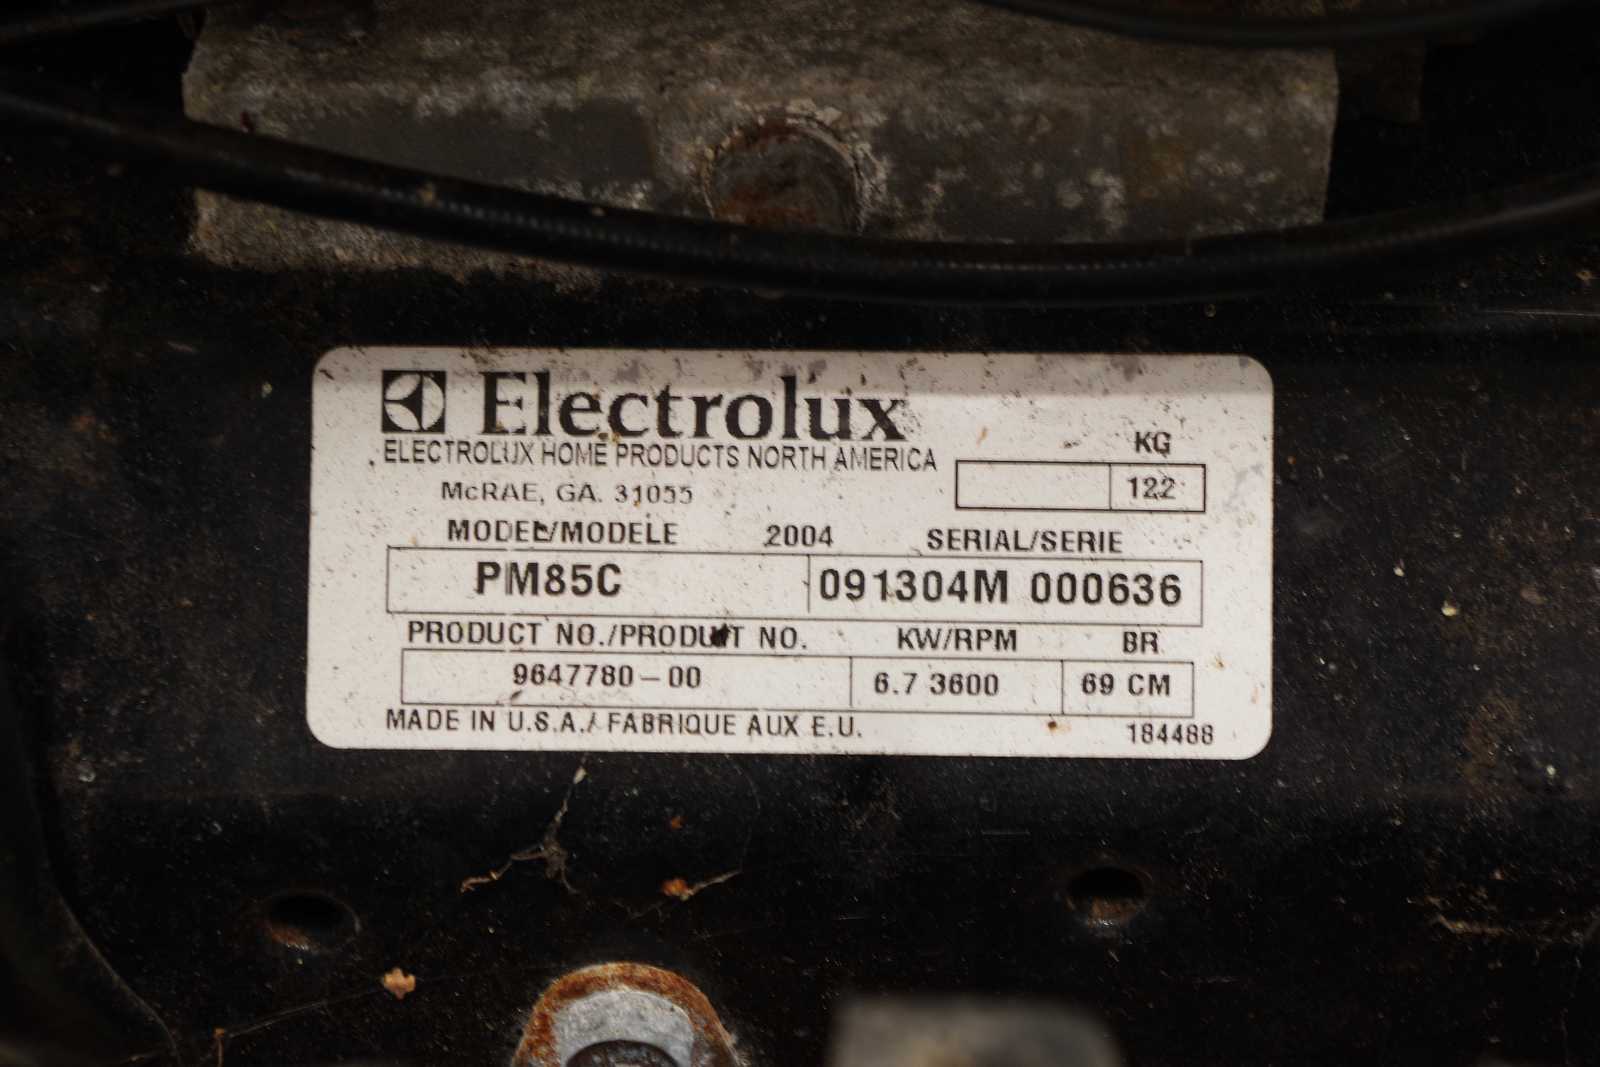 Electrolux
ELECTROLUX HOME PRODUCTS NORTH AMERICA
KG
McRAE, GA. 31055
122
MODEL/MODELE 2004 SERIAL/SERIE
PM85C 091304M 000636
PRODUCT NO./PRODUIT NO. KW/RPM BR
9647780-00 6.7 3600 69 CM
MADE IN U.S.A./ FABRIQUE AUX E.U.
184488